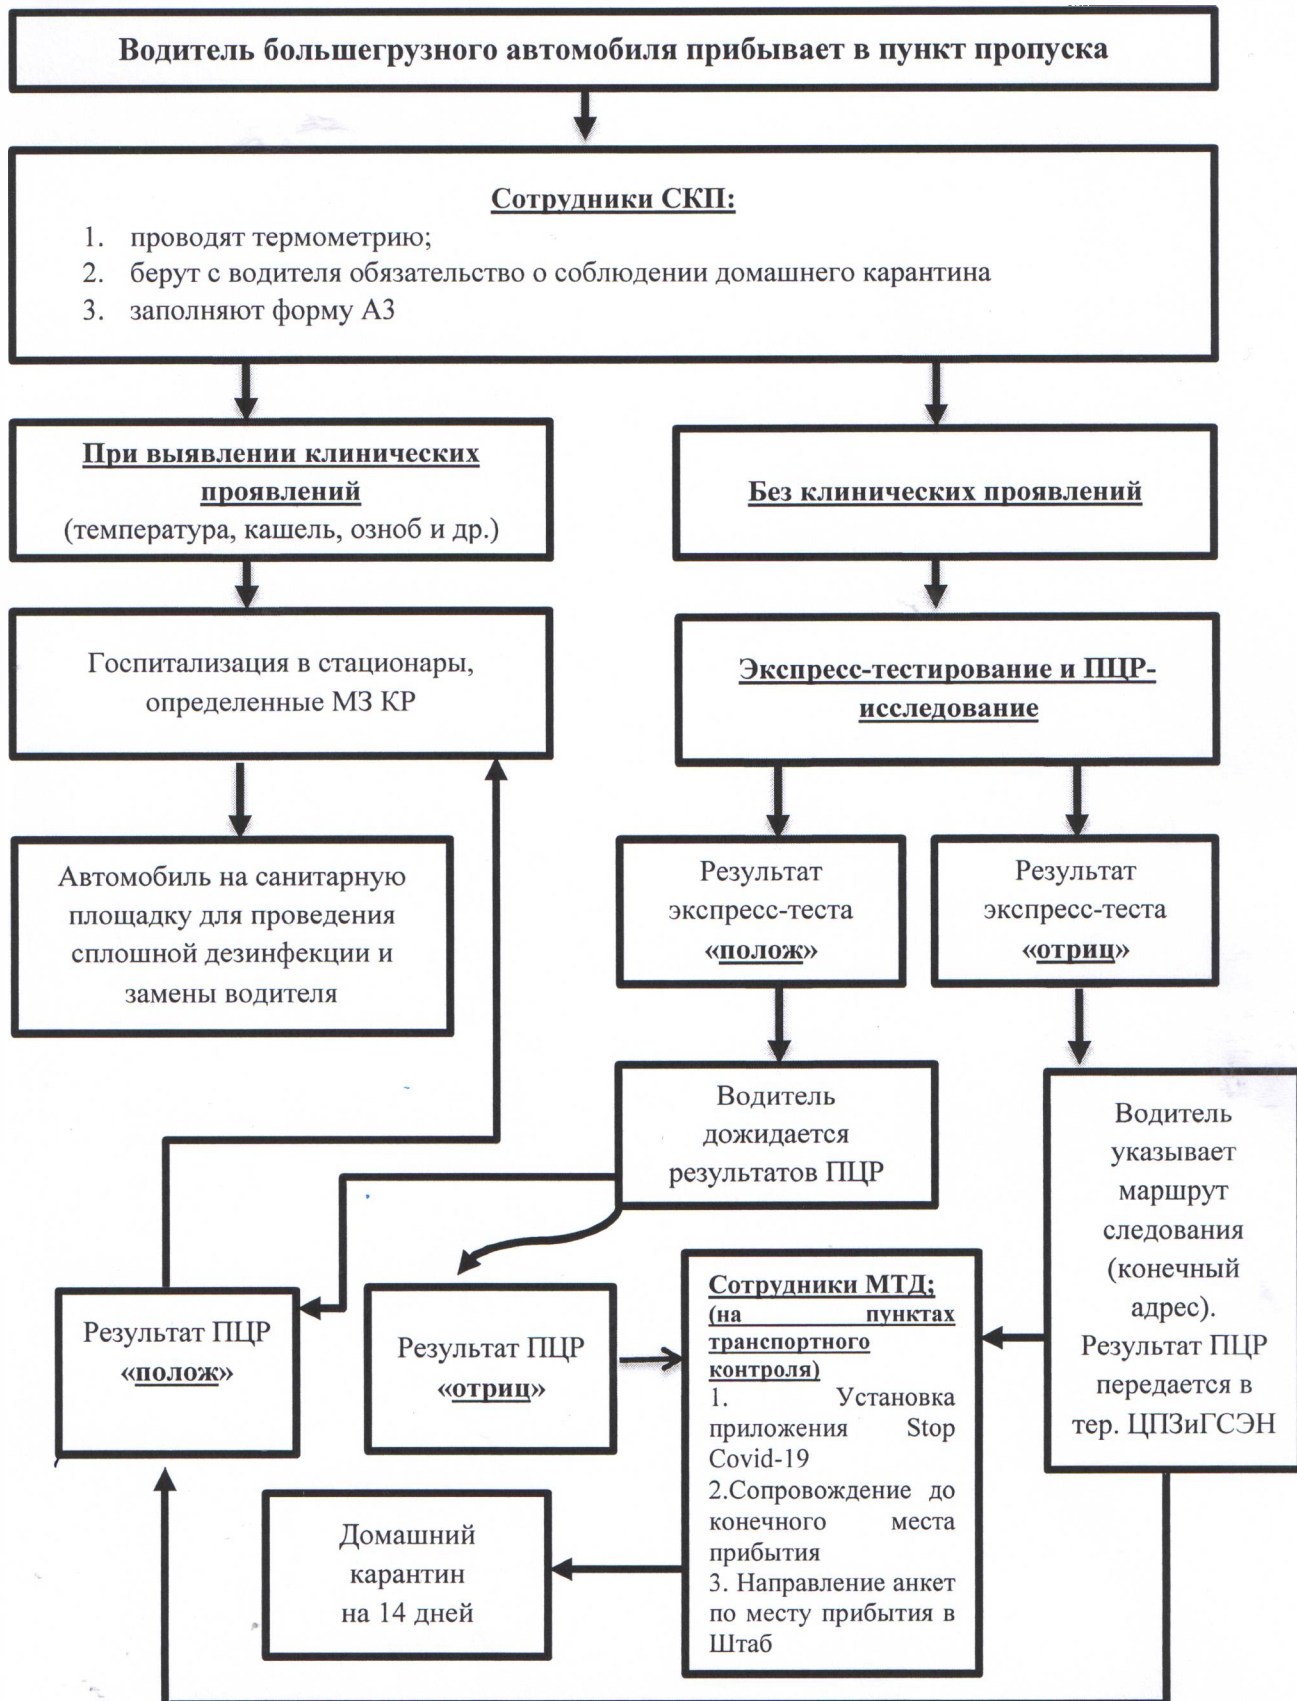 Водитель большегрузного автомобиля прибывает в пункт пропуска
Сотрудники СКП:
1. проводят термометрию;
2. берут с водителя обязательство о соблюдении домашнего карантина
3. заполняют форму А3
При выявлении клинических
проявлений
(температура, кашель, озноб и др.)
Без клинических проявлений
Госпитализация в стационары,
определенные МЗ КР
Экспресс-тестирование и ПЦР-
исследование
Автомобиль на санитарную
площадку для проведения
сплошной дезинфекции и
замены водителя
Результат
экспресс-теста
«полож»
Результат
экспресс-теста
«отриц»
Водитель
дожидается
результатов ПЦР
Водитель
указывает
маршрут
следования
(конечный
адрес).
Результат ПЦР
передается в
тер. ЦПЗиГСЭН
Результат ПЦР
«полож»
Результат ПЦР
«отриц»
Сотрудники МТД;
(на пунктах
транспортного
контроля)
1. Установка
приложения Stop
Covid-19
2.Сопровождение до
конечного места
прибытия
3. Направление анкет
по месту прибытия в
Штаб
Домашний
карантин
на 14 дней